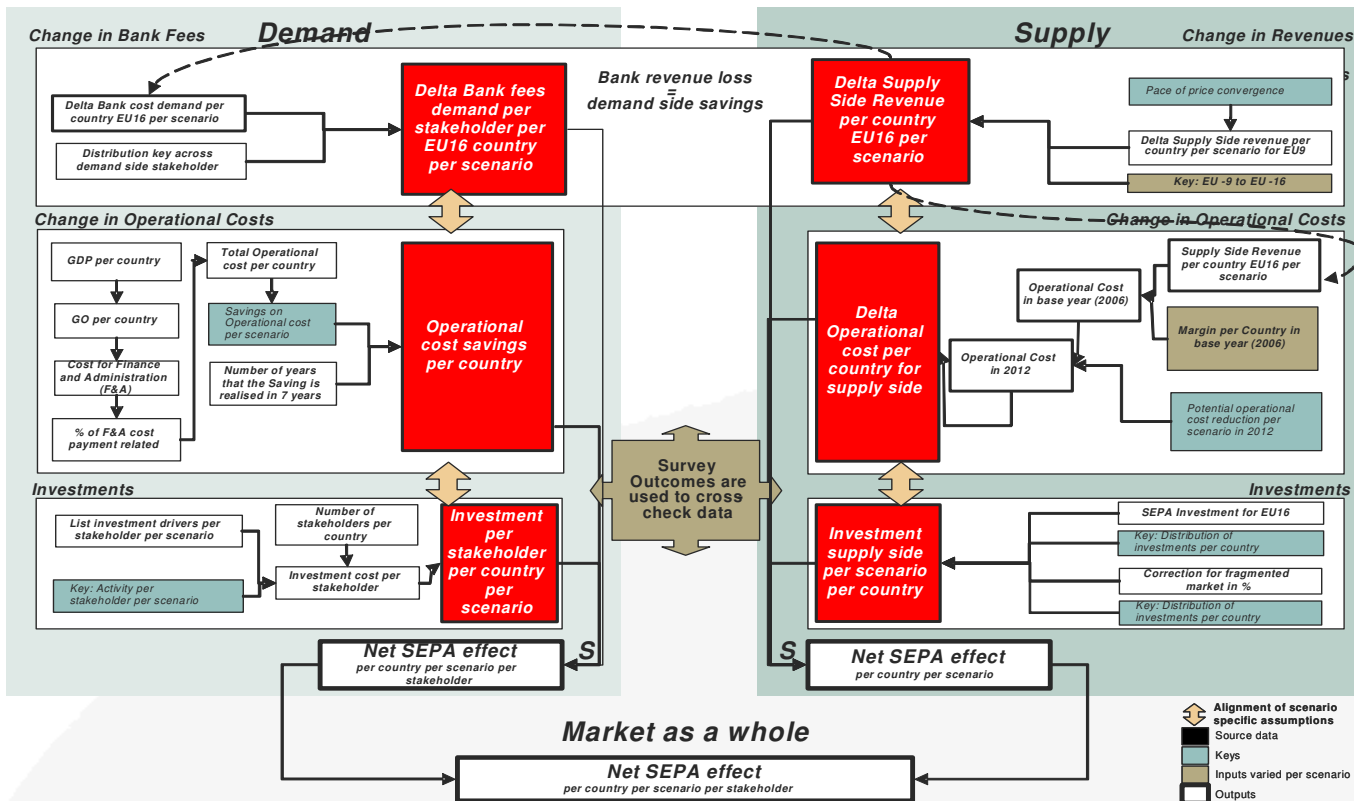 Demand
Supply
Change in Bank Fees
Change in Revenues
Delta Bank cost demand per
country EU16 per scenario
Distribution key across
demand side stakeholder
Delta Bank fees
demand per
stakeholder per
EU16 country
per scenario
Bank revenue loss
=
demand side savings
Delta Supply
Side Revenue
per country
EU16 per
scenario
Pace of price convergence
Delta Supply Side revenue per
country per scenario for EU9
Key: EU -9 to EU -16
Change in Operational Costs
GDP per country
GO per country
Cost for Finance
and Administration
(F&A)
% of F&A cost
payment related
Total Operational
cost per country
Savings on
Operational cost
per scenario
Number of years
that the Saving is
realised in 7 years
Operational
cost savings
per country
Change in Operational Costs
Delta
Operational
cost per
country for
supply side
Operational Cost
in 2012
Operational Cost
in base year (2006)
Supply Side Revenue
per country EU16 per
scenario
Margin per Country in
base year (2006)
Potential operational
cost reduction per
scenario in 2012
Survey
Outcomes are
used to cross-
check data
Investments
List investment drivers per
stakeholder per scenario
Key: Activity per
stakeholder per scenario
Number of
stakeholders per
country
Investment cost per
stakeholder
Investment
per
stakeholder
per country
per
scenario
Investments
Investment
supply side
per scenario
per country
SEPA Investment for EU16
Key: Distribution of
investments per country
Correction for fragmented
market in %
Key: Distribution of
investments per country
Net SEPA effect
per country per scenario per
stakeholder
S
S
Net SEPA effect
per country per scenario
Market as a whole
Net SEPA effect
per country per scenario per stakeholder
Alignment of scenario
specific assumptions
Source data
Keys
Inputs varied per scenario
Outputs